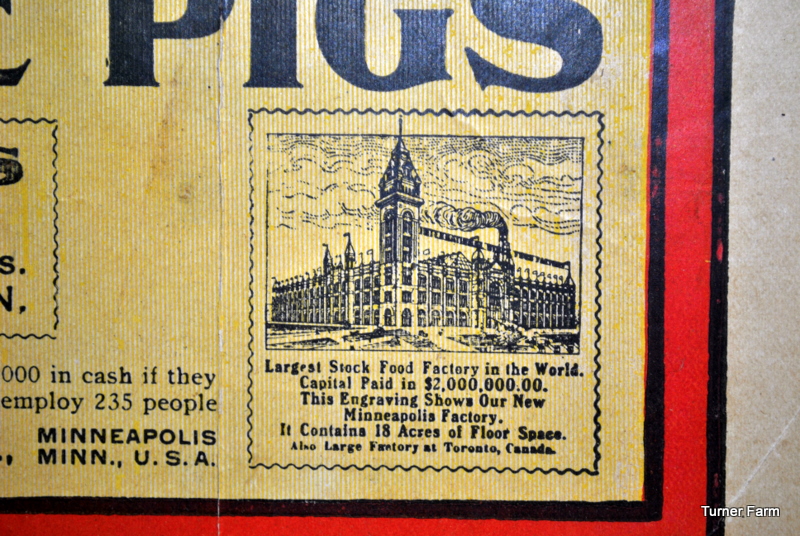 PIGS
S.
N.
000 in cash if they
employ 235 people
MINNEAPOLIS
MINN., U.S.A.
Largest Stock Food Factory in the World.
Capital Paid in $2,000,000.00.
This Engraving Shows Our New
Minneapolis Factory.
It Contains 18 Acres of Floor Space.
Also Large Factory at Toronto, Canada.
Turner Farm